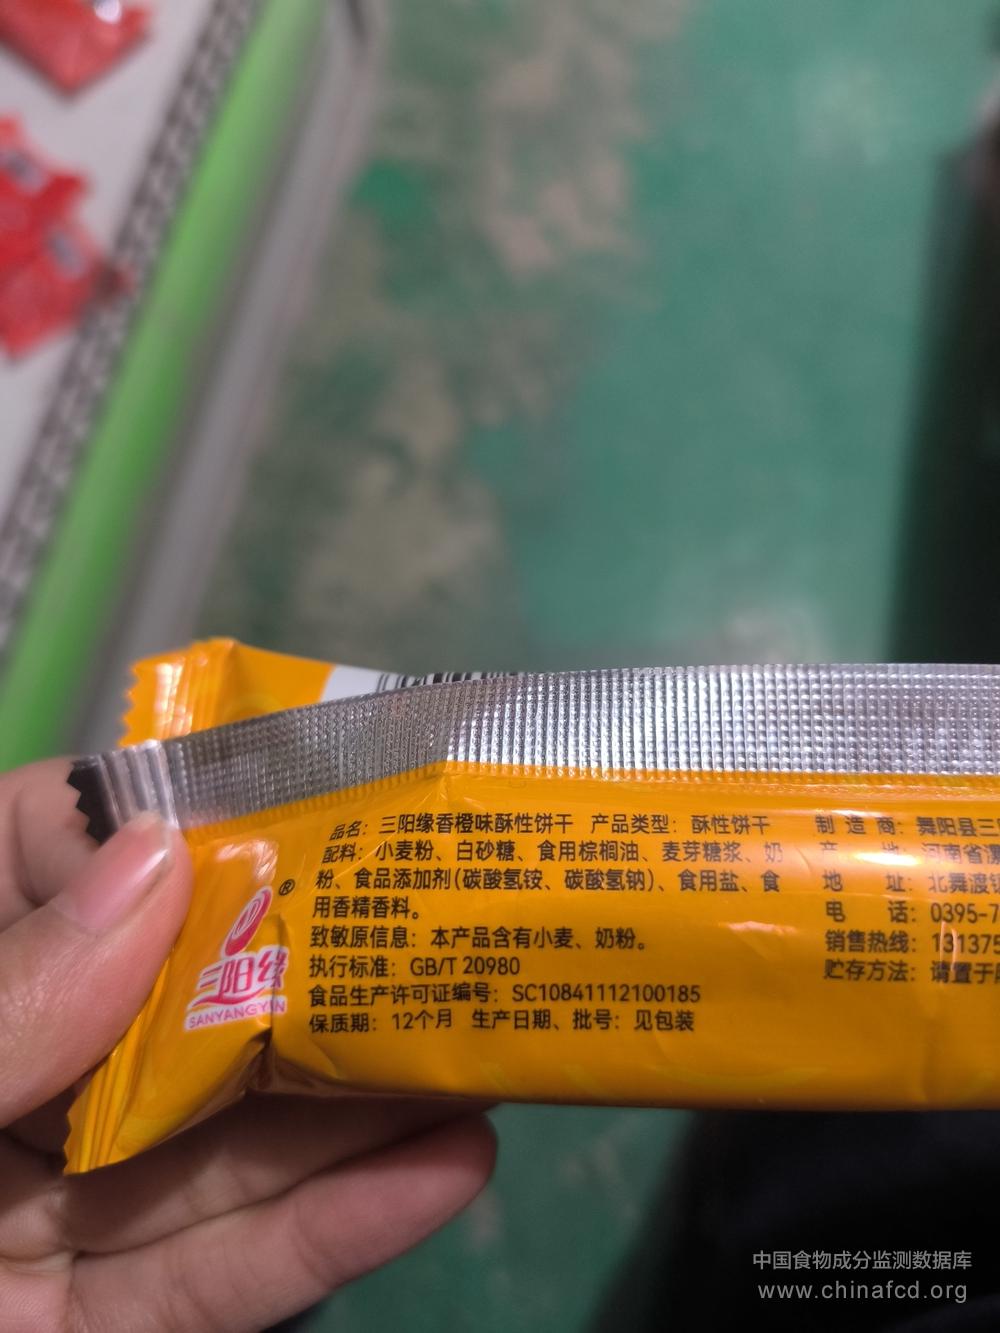 品名：三阳缘香橙味酥性饼干 产品类型：酥性饼干
配料：小麦粉、白砂糖、食用棕榈油、麦芽糖浆、奶
粉、食品添加剂(碳酸氢铵、碳酸氢钠)、食用盐、食
用香精香料。
致敏原信息：本产品含有小麦、奶粉。
执行标准：GB/T 20980
食品生产许可证编号：SC10841112100185
保质期：12个月 生产日期、批号：见包装
制造商：舞阳县三
产地：河南省漯
地址：北舞渡镇
电话：0395-7
销售热线：131375
贮存方法：请置于
®
三阳缘
SANYANGYUAN
中国食物成分监测数据库
www.chinafcd.org